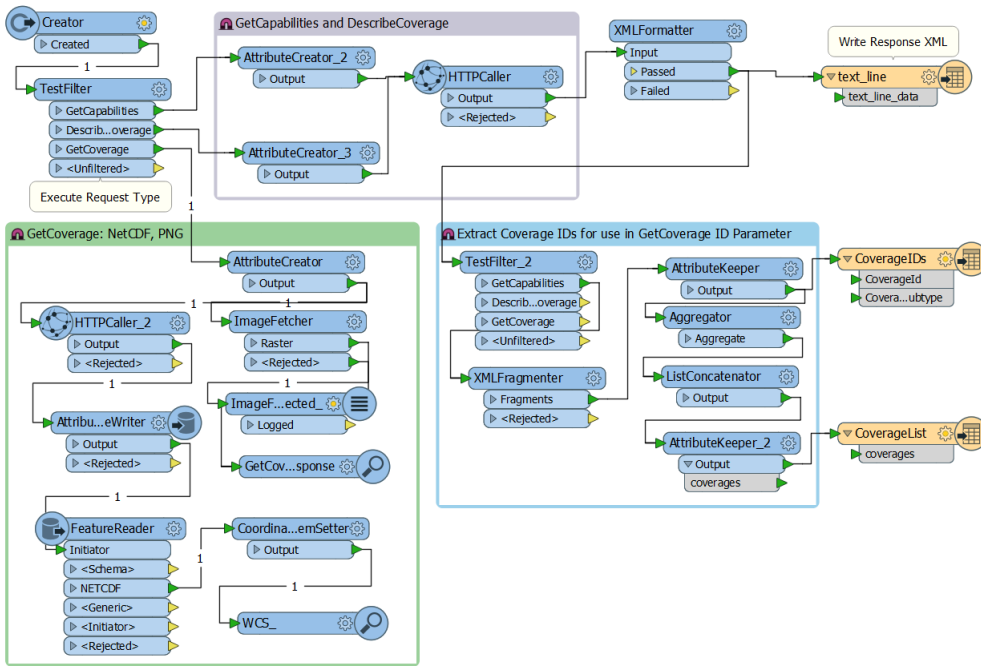 Creator
Created
1
TestFilter
GetCapabilities
Describ...overage
GetCoverage
<Unfiltered>
Execute Request Type
1
GetCapabilities and DescribeCoverage
AttributeCreator_2
Output
HTTPCaller
Output
<Rejected>
AttributeCreator_3
Output
XMLFormatter
Input
Passed
Failed
Write Response XML
text_line
text_line_data
GetCoverage: NetCDF, PNG
AttributeCreator
Output
1
1
HTTPCaller_2
Output
<Rejected>
1
ImageFetcher
Raster
<Rejected>
1
ImageF...ected_
Logged
GetCov...sponse
Attribu...eWriter
Output
<Rejected>
1
FeatureReader
Initiator
<Schema>
NETCDF
<Generic>
<Initiator>
<Rejected>
1
Coordina...emSetter
Output
1
WCS_
Extract Coverage IDs for use in GetCoverage ID Parameter
TestFilter_2
GetCapabilities
Describ...overage
GetCoverage
<Unfiltered>
XMLFragmenter
Fragments
<Rejected>
AttributeKeeper
Output
Aggregator
Aggregate
ListConcatenator
Output
AttributeKeeper_2
Output
coverages
CoverageIDs
CoverageId
Covera...ubtype
CoverageList
coverages